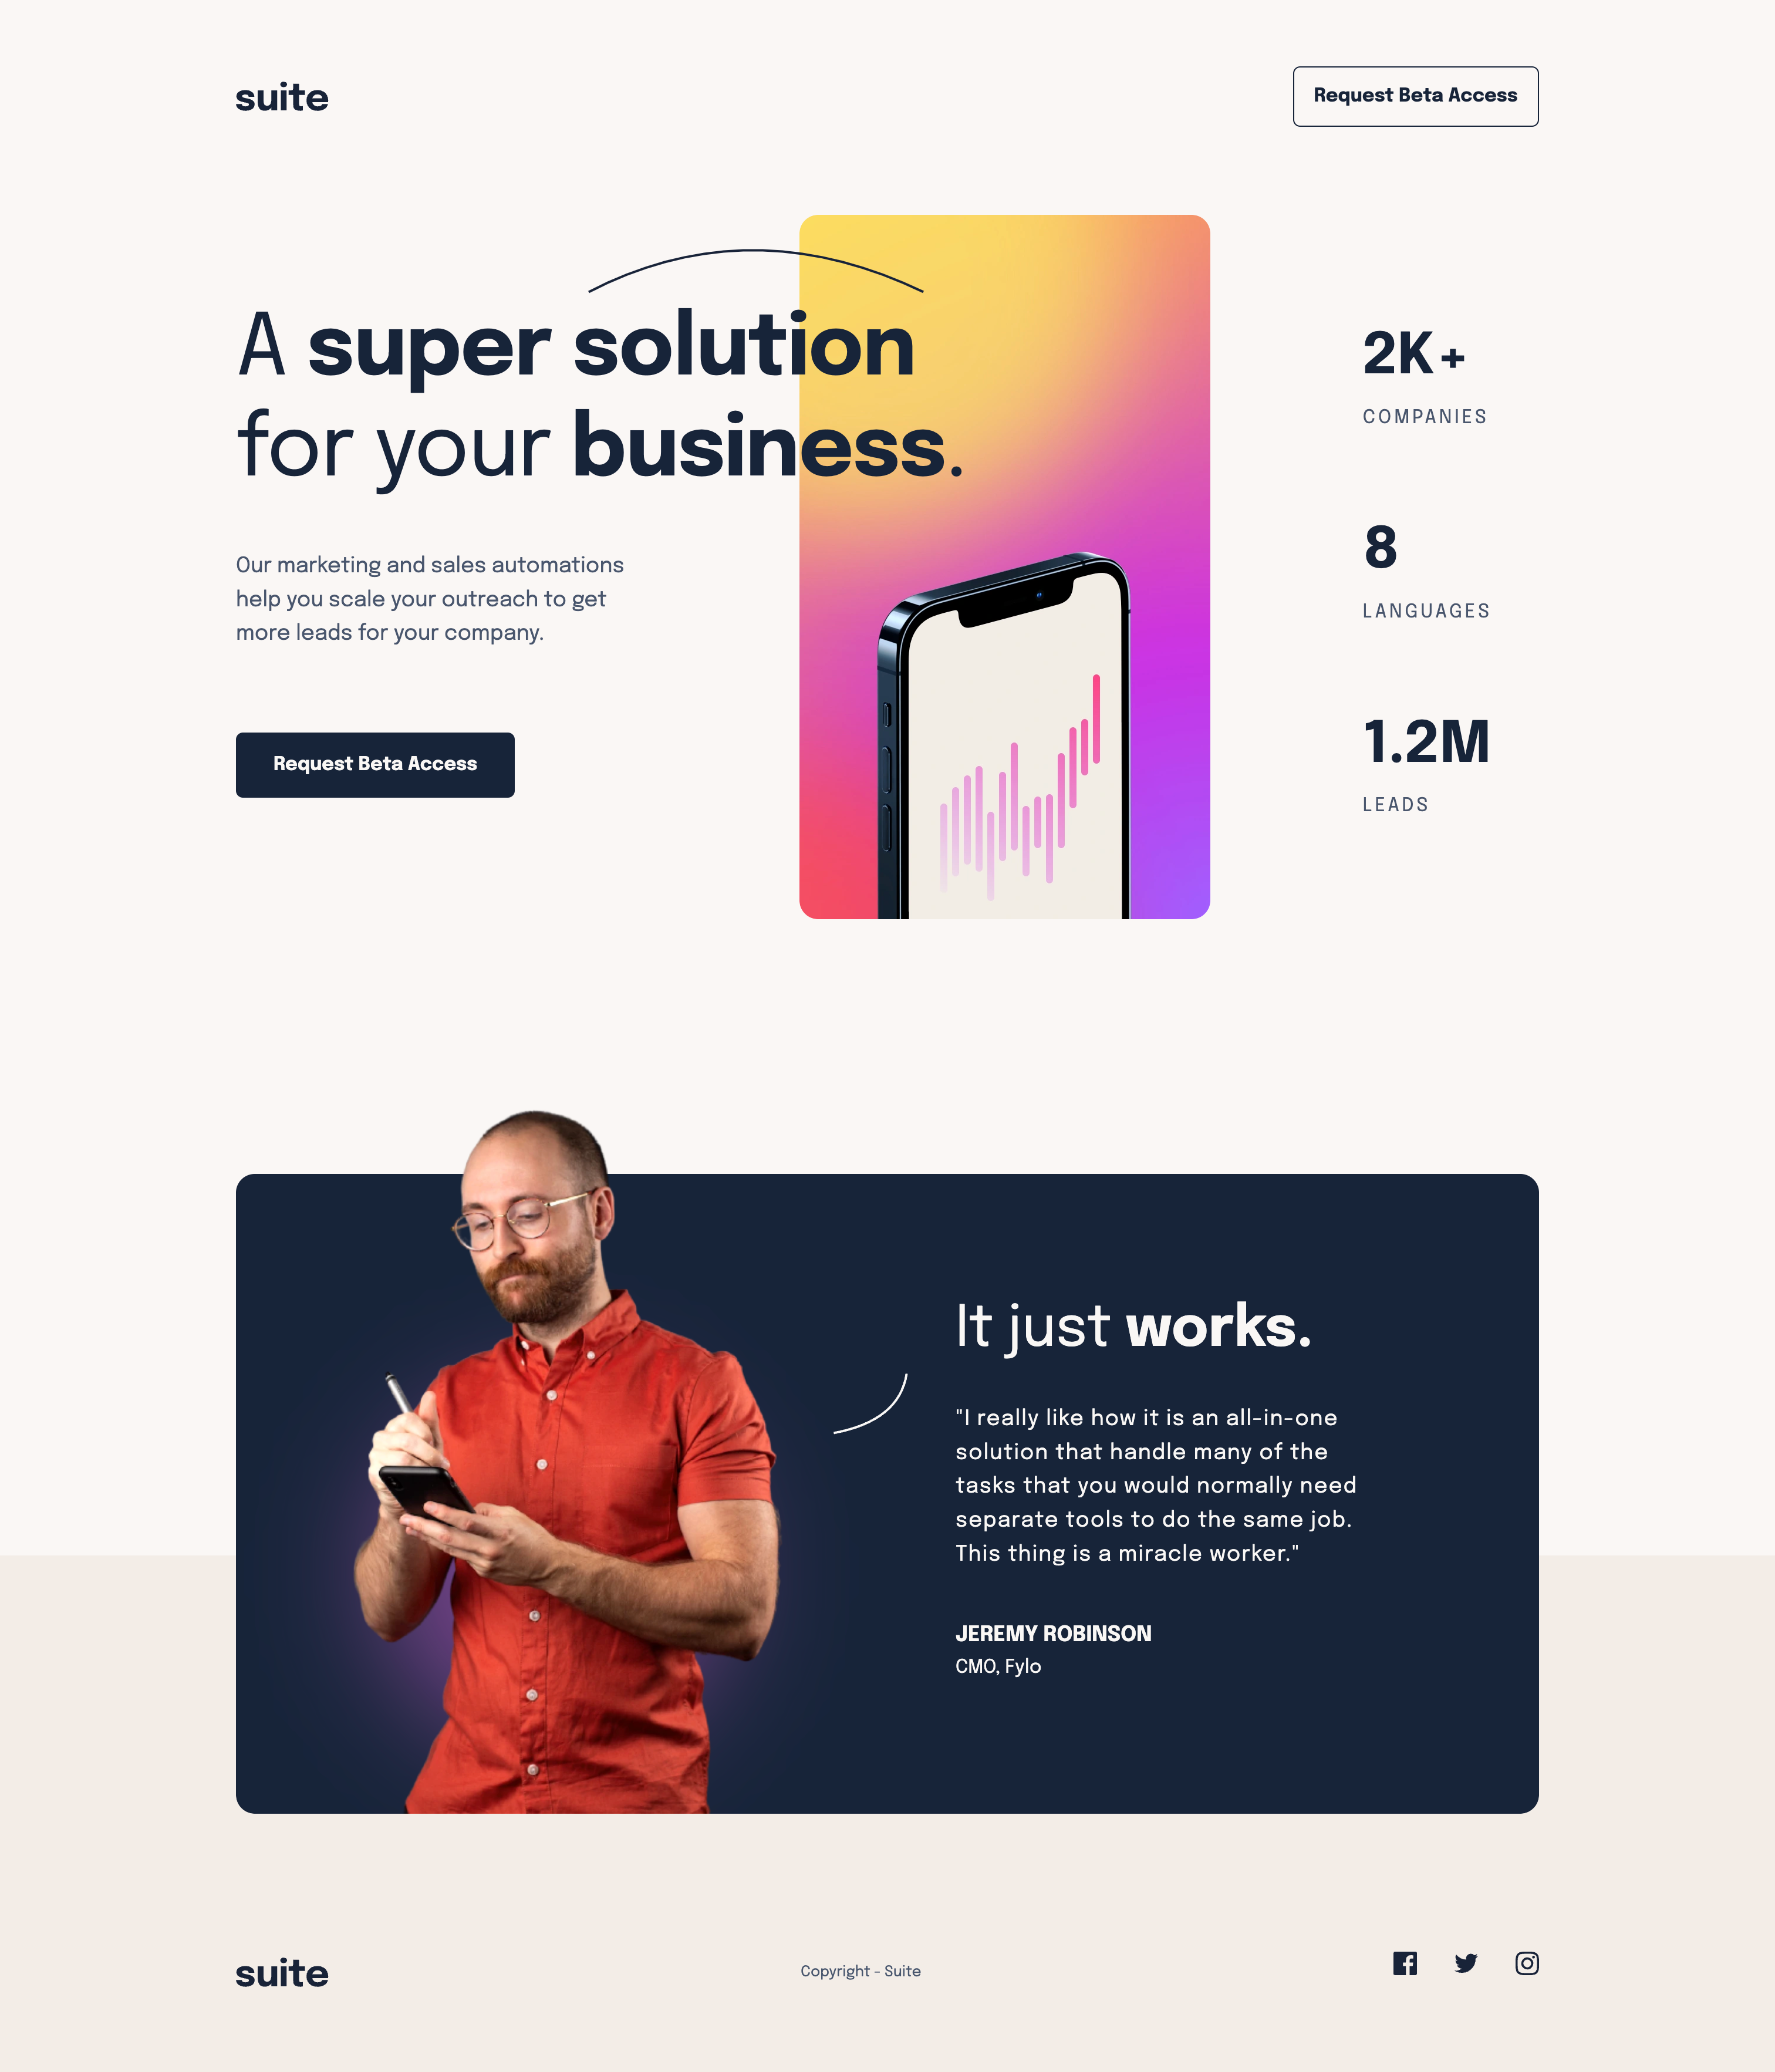 suite
Request Beta Access
A super solution
for your business.
Our marketing and sales automations
help you scale your outreach to get
more leads for your company.
Request Beta Access
2K+
COMPANIES
8
LANGUAGES
1.2M
LEADS
It just works.
"I really like how it is an all-in-one
solution that handle many of the
tasks that you would normally need
separate tools to do the same job.
This thing is a miracle worker."
JEREMY ROBINSON
CMO, Fylo
suite
Copyright - Suite